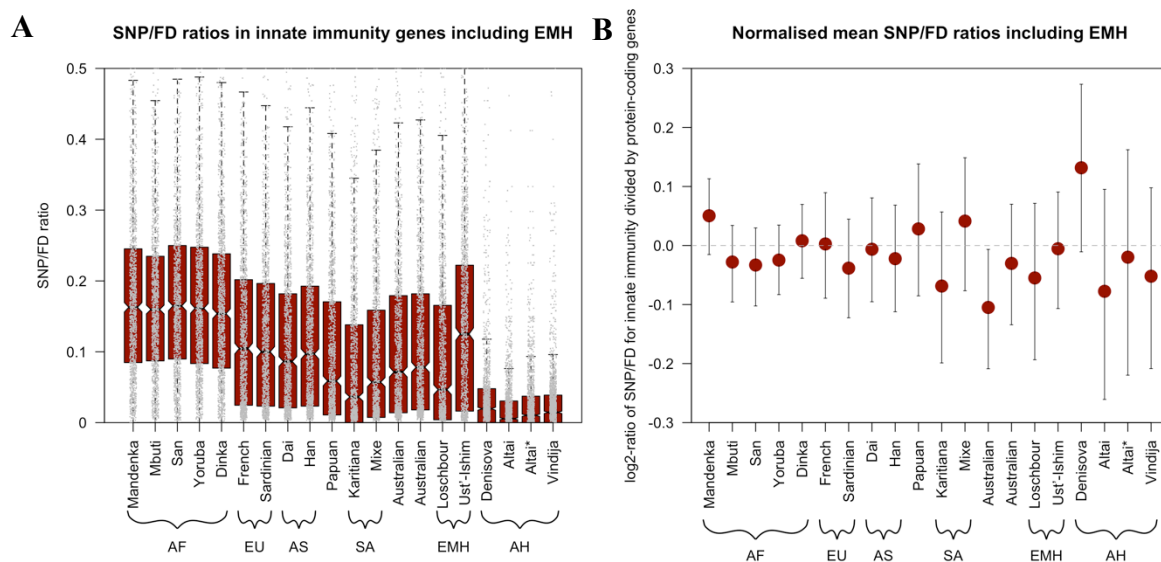 A
SNP/FD ratios in innate immunity genes including EMH
SNP/FD ratio
0.5
0.4
0.3
0.2
0.1
0
Mandenka
Mbuti
San
Yoruba
Dinka
French
Sardinian
Dai
Han
Papuan
Karitiana
Mixe
Australian
Australian
Loschbour
Ust'-Ishim
Denisova
Altai
Altai*
Vindija
AF
EU
AS
SA
EMH
AH
B
Normalised mean SNP/FD ratios including EMH
log2-ratio of SNP/FD for innate immunity divided by protein-coding genes
0.3
0.2
0.1
0.0
-0.1
-0.2
-0.3
Mandenka
Mbuti
San
Yoruba
Dinka
French
Sardinian
Dai
Han
Papuan
Karitiana
Mixe
Australian
Australian
Loschbour
Ust'-Ishim
Denisova
Altai
Altai*
Vindija
AF
EU
AS
SA
EMH
AH